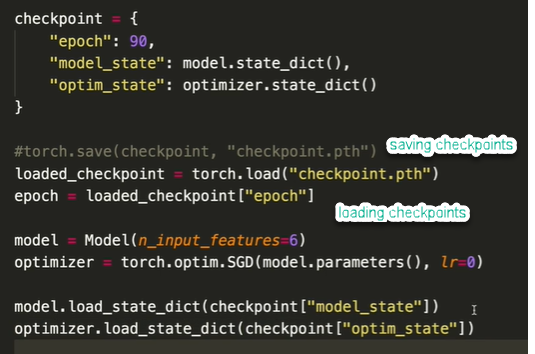 checkpoint = {
    "epoch": 90,
    "model_state": model.state_dict(),
    "optim_state": optimizer.state_dict()
}
#torch.save(checkpoint, "checkpoint.pth")
saving checkpoints
loaded_checkpoint = torch.load("checkpoint.pth")
epoch = loaded_checkpoint["epoch"]
loading checkpoints
model = Model(n_input_features=6)
optimizer = torch.optim.SGD(model.parameters(), lr=0)
model.load_state_dict(checkpoint["model_state"])
optimizer.load_state_dict(checkpoint["optim_state"])